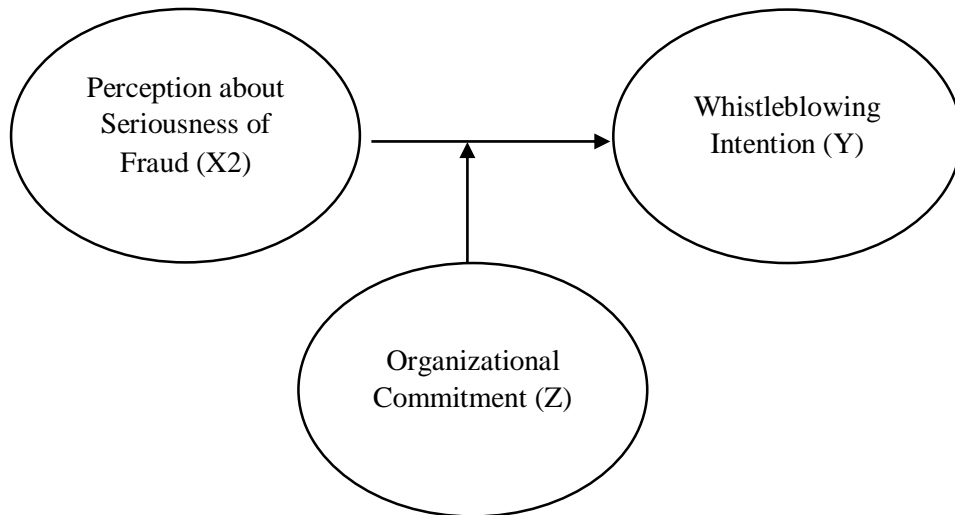 Perception about
Seriousness of
Fraud (X2)
Whistleblowing
Intention (Y)
Organizational
Commitment (Z)